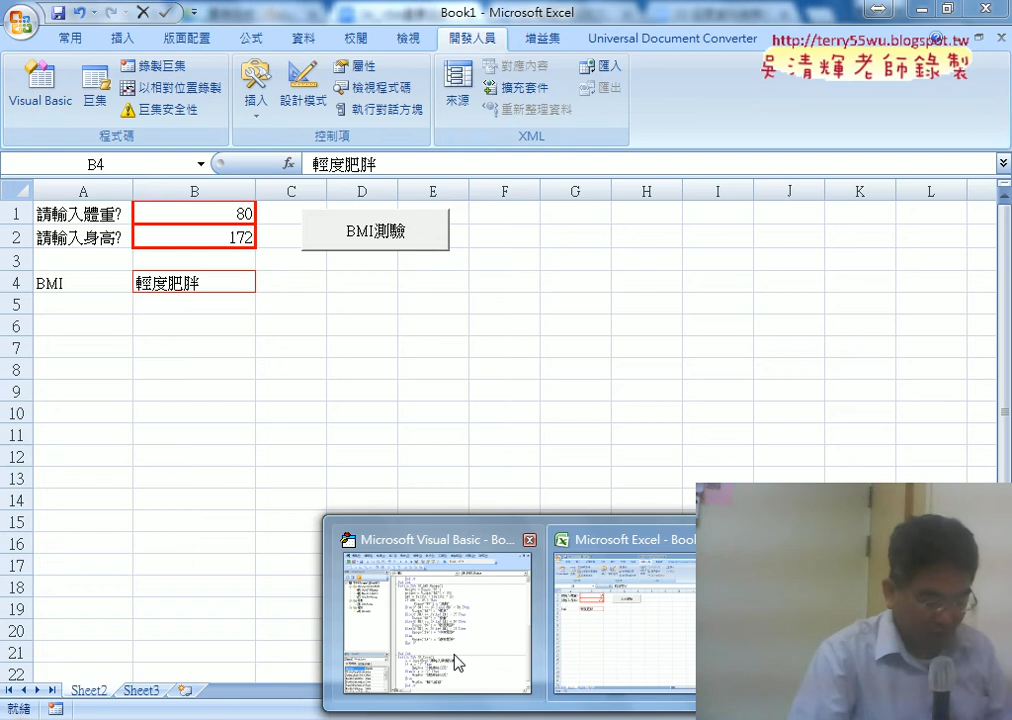 Book1 - Microsoft Excel
常用 插入 版面配置 公式 資料 校閱 檢視 開發人員 增益集 Universal Document Converter
http://terry55wu.blogspot.tw
吳清輝老師錄製
Visual Basic
巨集
錄製巨集
以相對位置錄製
巨集安全性
程式碼
插入
設計模式
屬性
檢視程式碼
執行對話方塊
控制項
來源
對應內容
擴充套件
重新整理資料
匯入
匯出
XML
B4 fx 輕度肥胖
A B C D E F G H I J K L
1 請輸入體重? 80
2 請輸入身高? 172
BMI測驗
3
4 BMI 輕度肥胖
5
6
7
8
9
10
11
12
13
14
15
16
17
18
19
20
21
22
Microsoft Visual Basic - Bo...
Microsoft Excel - Bo
Sheet2 Sheet3
就緒